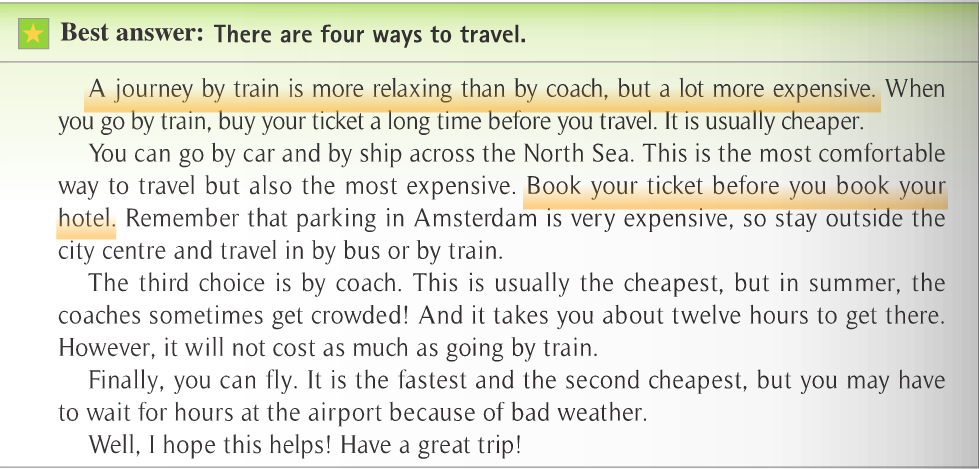 Best answer: There are four ways to travel.
A journey by train is more relaxing than by coach, but a lot more expensive. When
you go by train, buy your ticket a long time before you travel. It is usually cheaper.
You can go by car and by ship across the North Sea. This is the most comfortable
way to travel but also the most expensive. Book your ticket before you book your
hotel. Remember that parking in Amsterdam is very expensive, so stay outside the
city centre and travel in by bus or by train.
The third choice is by coach. This is usually the cheapest, but in summer, the
coaches sometimes get crowded! And it takes you about twelve hours to get there.
However, it will not cost as much as going by train.
Finally, you can fly. It is the fastest and the second cheapest, but you may have
to wait for hours at the airport because of bad weather.
Well, I hope this helps! Have a great trip!